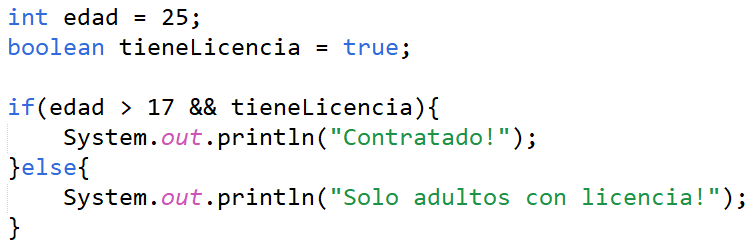 int edad = 25;
boolean tieneLicencia = true;

if(edad > 17 && tieneLicencia){
    System.out.println("Contratado!");
}else{
    System.out.println("Solo adultos con licencia!");
}